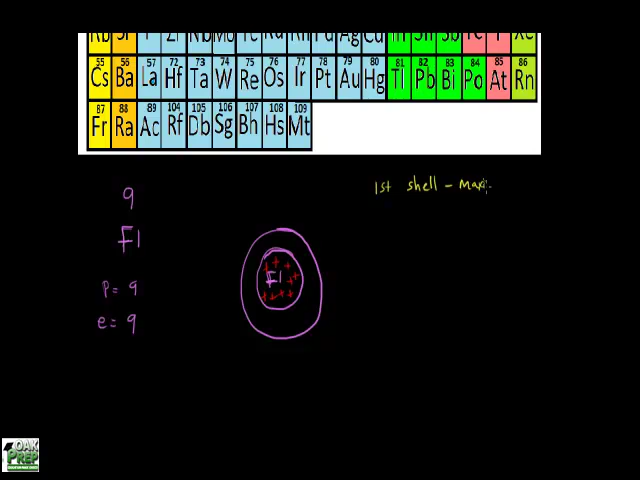 55 56 57 72 73 74 75 76 77 78 79 80 81 82 83 84 85 86
Cs Ba La Hf Ta W Re Os Ir Pt Au Hg Tl Pb Bi Po At Rn
87 88 89 104 105 106 107 108 109
Fr Ra Ac Rf Db Sg Bh Hs Mt
9
1st shell - maxi
Fl
Fl
+ + + + + + + + +
P = 9
e = 9
OAK
PREP